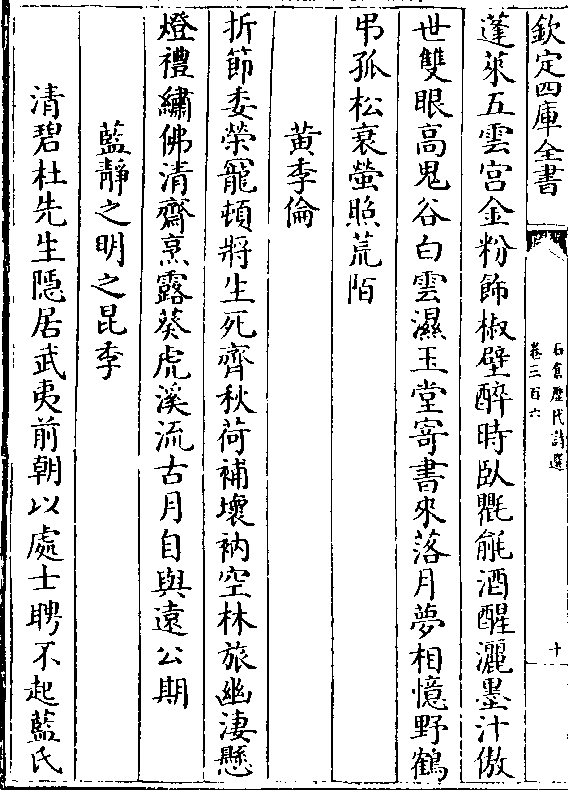 欽定四庫全書
石倉歷代詩選
卷三百六
十
蓬萊五雲宫金粉飾椒壁醉時臥氍毹酒醒灑墨汁傲
世雙眼高鬼谷白雲濕玉堂寄書來落月夢相憶野鶴
弔孤松衰螢照荒陌
黄季倫
折節委榮寵頓將生死齊秋荷補壞衲空林旅幽淒懸
燈禮繡佛清齋烹露葵虎溪流古月自與遠公期
藍靜之明之昆季
清碧杜先生隱居武夷前朝以處士聘不起藍氏